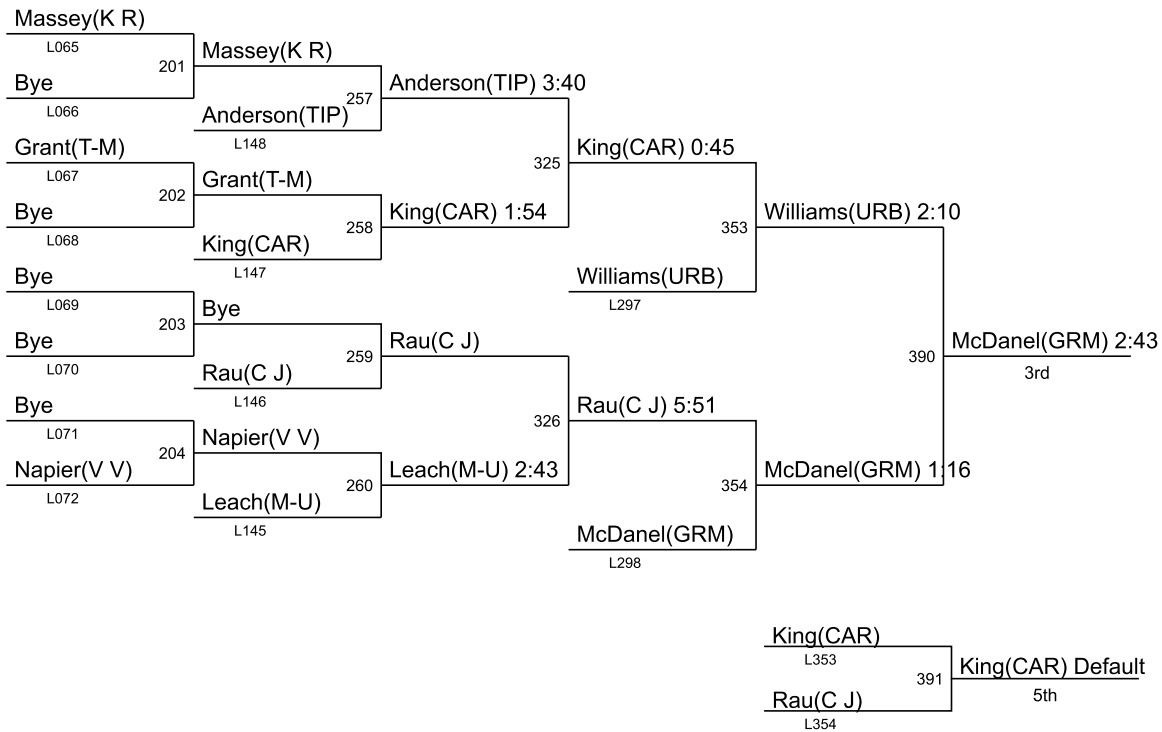 Massey(K R)
L065
201
Massey(K R)
Bye
L066
257
Anderson(TIP) 3:40
Anderson(TIP)
L148
Grant(T-M)
L067
325
King(CAR) 0:45
202
Grant(T-M)
Bye
L068
258
King(CAR) 1:54
353
Williams(URB) 2:10
King(CAR)
L147
Bye
L069
Williams(URB)
L297
203
Bye
Bye
L070
259
Rau(C J)
390
McDanel(GRM) 2:43
3rd
Rau(C J)
L146
Bye
L071
326
Rau(C J) 5:51
204
Napier(V V)
Napier(V V)
L072
260
Leach(M-U) 2:43
354
McDanel(GRM) 1:16
Leach(M-U)
L145
McDanel(GRM)
L298
King(CAR)
L353
391
King(CAR) Default
5th
Rau(C J)
L354